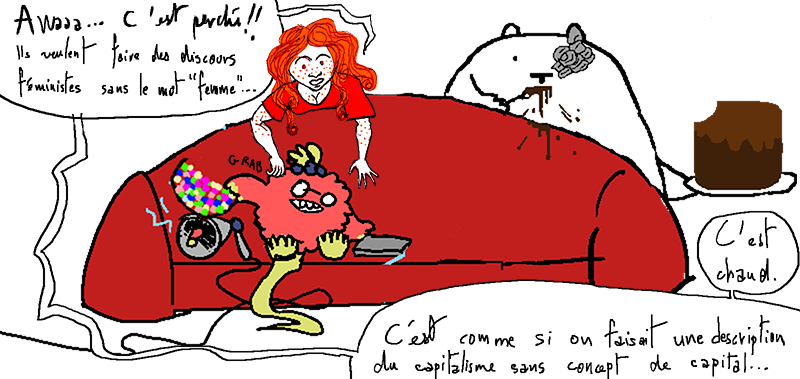 Awaaa... c'est perché!!
Ils veulent faire des discours
féministes sans le mot "femme"...
GRAB
C'est
chaud.
C'est comme si on faisait une description
du capitalisme sans concept de capital...